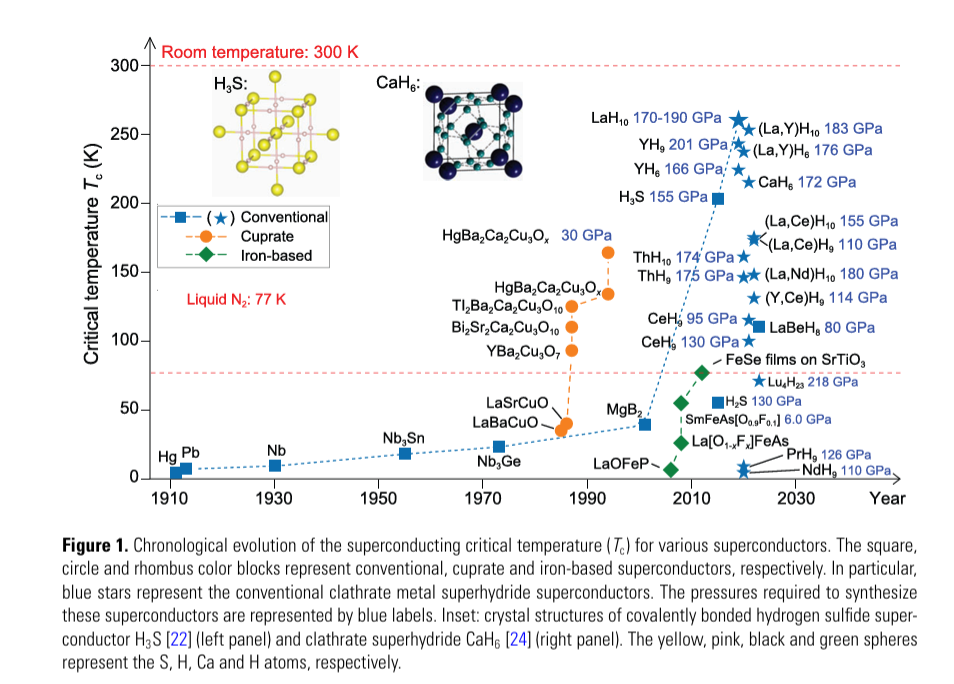 Room temperature: 300 K
H₃S:
CaH₆:
Critical temperature T꜀ (K)
300
250
200
150
100
50
0
Conventional
Cuprate
Iron-based
Liquid N₂: 77 K
LaH₁₀ 170-190 GPa
(La,Y)H₁₀ 183 GPa
YH₉ 201 GPa
(La,Y)H₆ 176 GPa
YH₆ 166 GPa
CaH₆ 172 GPa
H₃S 155 GPa
(La,Ce)H₁₀ 155 GPa
HgBa₂Ca₂Cu₃Oₓ 30 GPa
(La,Ce)H₉ 110 GPa
ThH₁₀ 174 GPa
ThH₉ 175 GPa
(La,Nd)H₁₀ 180 GPa
HgBa₂Ca₂Cu₃Oₓ
(Y,Ce)H₉ 114 GPa
Tl₂Ba₂Ca₂Cu₃O₁₀
CeH₉ 95 GPa
Bi₂Sr₂Ca₂Cu₃O₁₀
LaBeH₈ 80 GPa
CeH₉ 130 GPa
YBa₂Cu₃O₇
FeSe films on SrTiO₃
Lu₄H₂₃ 218 GPa
LaSrCuO
MgB₂
H₂S 130 GPa
LaBaCuO
SmFeAs[O₀.₉F₀.₁] 6.0 GPa
Nb₃Sn
La[O₁₋ₓFₓ]FeAs
Hg
Pb
Nb
Nb₃Ge
LaOFeP
PrH₉ 126 GPa
NdH₉ 110 GPa
1910
1930
1950
1970
1990
2010
2030
Year
Figure 1. Chronological evolution of the superconducting critical temperature (T꜀) for various superconductors. The square,
circle and rhombus color blocks represent conventional, cuprate and iron-based superconductors, respectively. In particular,
blue stars represent the conventional clathrate metal superhydride superconductors. The pressures required to synthesize
these superconductors are represented by blue labels. Inset: crystal structures of covalently bonded hydrogen sulfide super-
conductor H₃S [22] (left panel) and clathrate superhydride CaH₆ [24] (right panel). The yellow, pink, black and green spheres
represent the S, H, Ca and H atoms, respectively.